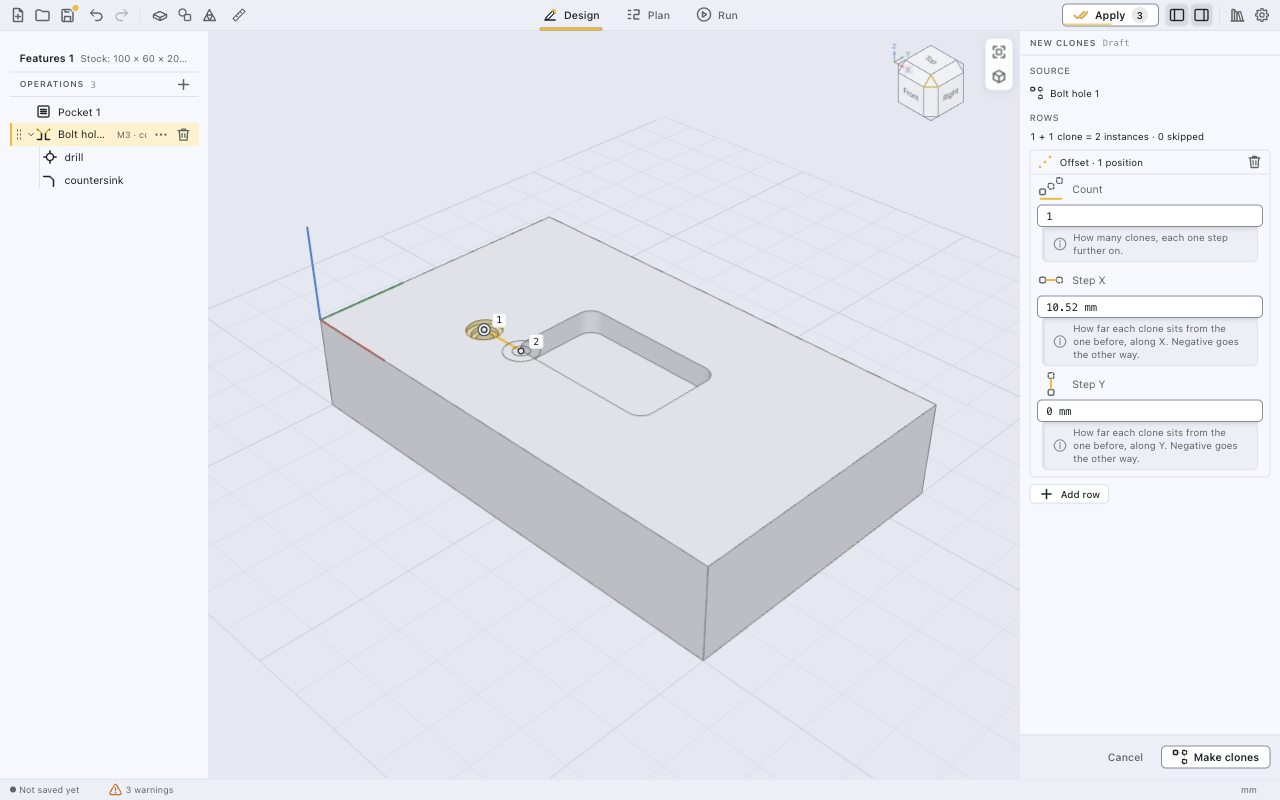 Design
Plan
Run
Apply 3
Features 1 Stock: 100 × 60 × 20…
OPERATIONS 3
Pocket 1
Bolt hol… M3 · cc
drill
countersink
Z
Y
X
Top
Front
Right
1
2
NEW CLONES Draft
SOURCE
Bolt hole 1
ROWS
1 + 1 clone = 2 instances · 0 skipped
Offset · 1 position
Count
1
How many clones, each one step
further on.
Step X
10.52 mm
How far each clone sits from the
one before, along X. Negative goes
the other way.
Step Y
0 mm
How far each clone sits from the
one before, along Y. Negative goes
the other way.
Add row
Cancel
Make clones
Not saved yet
3 warnings
mm